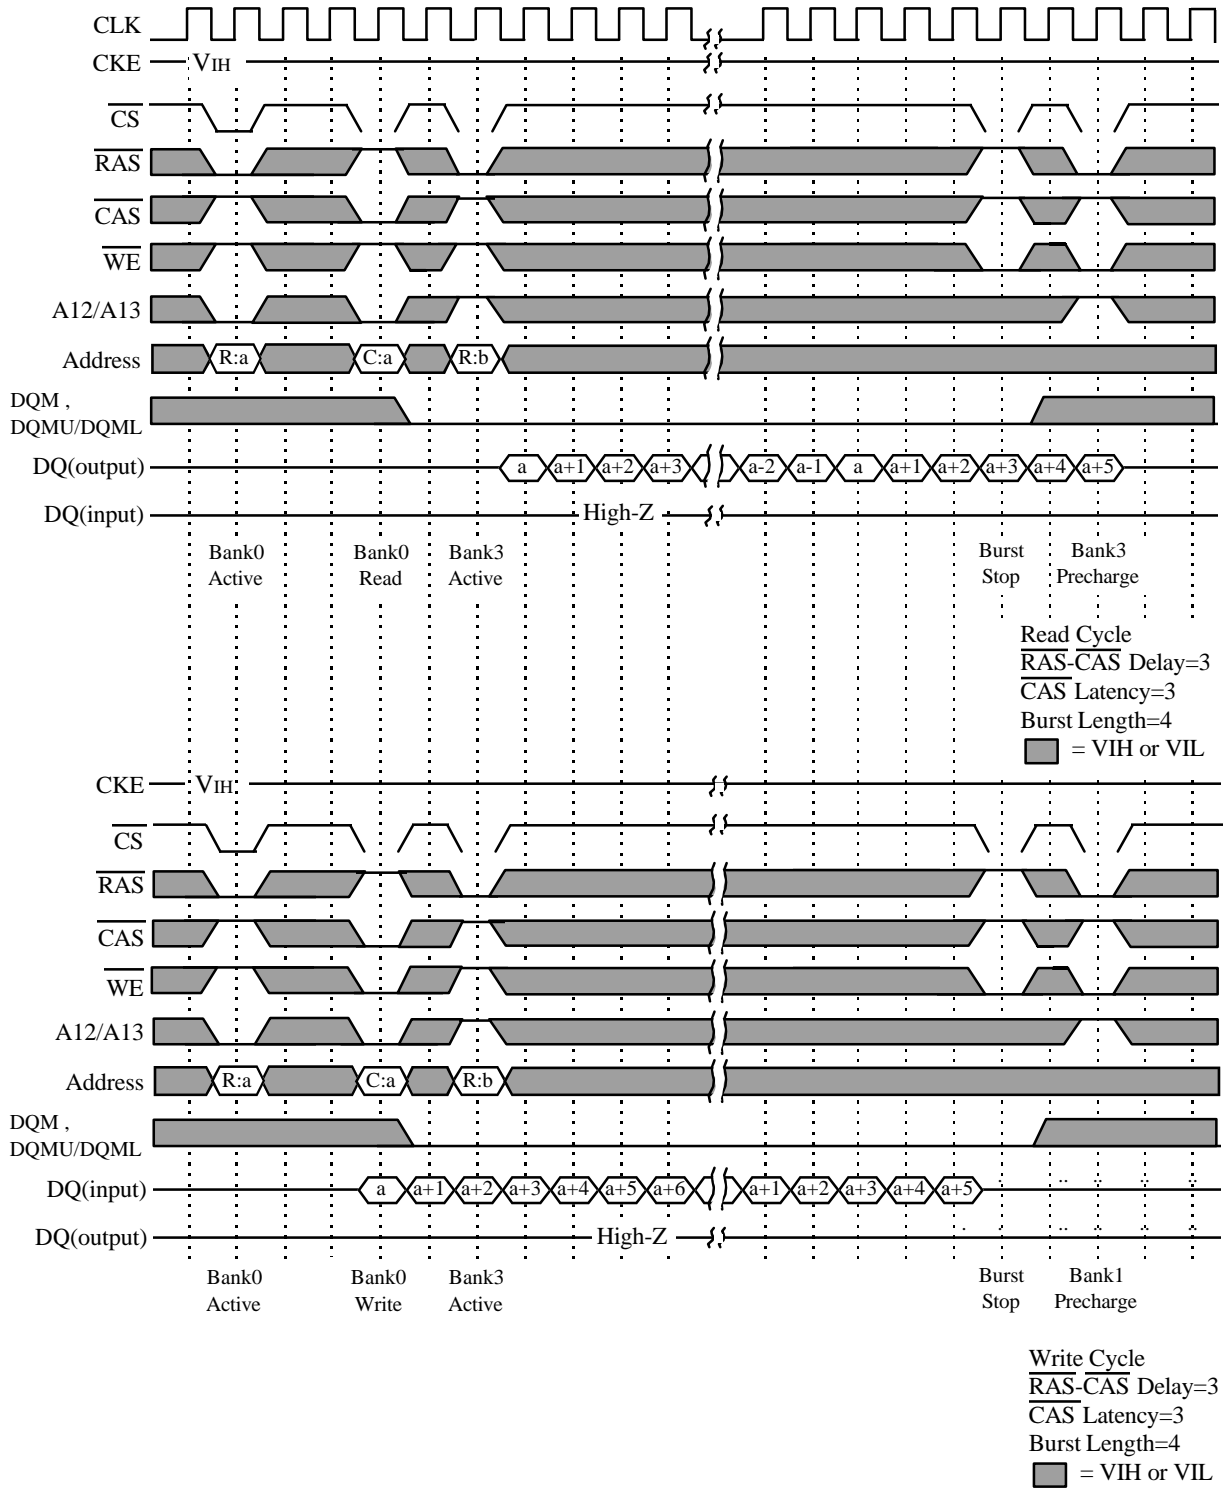 CLK
CKE VIH
CS
RAS
CAS
WE
A12/A13
Address R:a C:a R:b
DQM ,
DQMU/DQML
DQ(output) a a+1 a+2 a+3 a-2 a-1 a a+1 a+2 a+3 a+4 a+5
DQ(input) High-Z
Bank0 Bank0 Bank3 Burst Bank3
Active Read Active Stop Precharge
Read Cycle
RAS-CAS Delay=3
CAS Latency=3
Burst Length=4
= VIH or VIL
CKE VIH
CS
RAS
CAS
WE
A12/A13
Address R:a C:a R:b
DQM ,
DQMU/DQML
DQ(input) a a+1 a+2 a+3 a+4 a+5 a+6 a+1 a+2 a+3 a+4 a+5
DQ(output) High-Z
Bank0 Bank0 Bank3 Burst Bank1
Active Write Active Stop Precharge
Write Cycle
RAS-CAS Delay=3
CAS Latency=3
Burst Length=4
= VIH or VIL